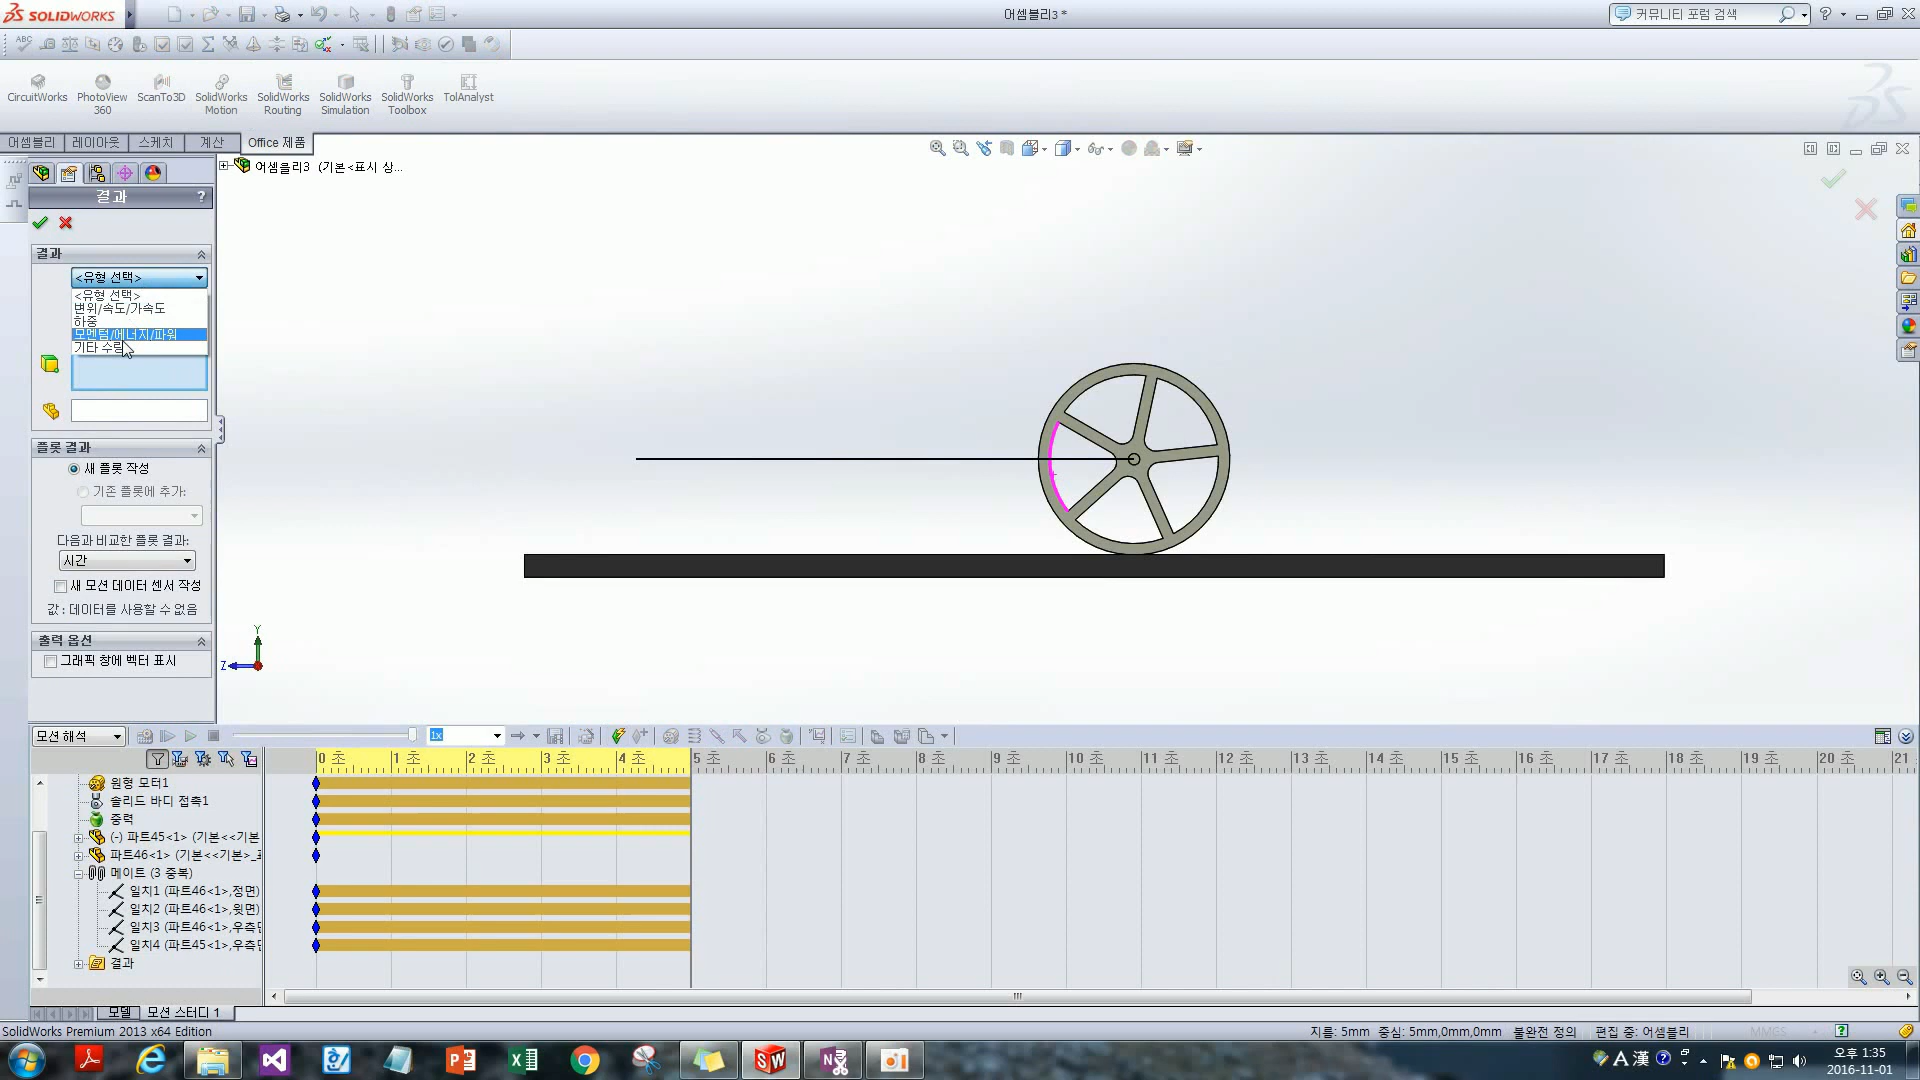 SOLIDWORKS
어셈블리3 *
커뮤니티 포럼 검색
CircuitWorks
PhotoView
360
ScanTo3D
SolidWorks
Motion
SolidWorks
Routing
SolidWorks
Simulation
SolidWorks
Toolbox
TolAnalyst
어셈블리
레이아웃
스케치
계산
Office 제품
어셈블리3 (기본<표시 상...
결과
?
결과
<유형 선택>
<유형 선택>
변위/속도/가속도
하중
모멘텀/에너지/파워
기타 수량
플롯 결과
새 플롯 작성
기존 플롯에 추가:
다음과 비교한 플롯 결과:
시간
새 모션 데이터 센서 작성
값 : 데이터를 사용할 수 없음
출력 옵션
그래픽 창에 벡터 표시
Y
Z
모션 해석
1x
0 초
1 초
2 초
3 초
4 초
5 초
6 초
7 초
8 초
9 초
10 초
11 초
12 초
13 초
14 초
15 초
16 초
17 초
18 초
19 초
20 초
21
원형 모터1
솔리드 바디 접촉1
중력
(-) 파트45<1> (기본<<기본
파트46<1> (기본<<기본>_
메이트 (3 중복)
일치1 (파트46<1>,정면)
일치2 (파트46<1>,윗면)
일치3 (파트46<1>,우측
일치4 (파트45<1>,우측
결과
모델
모션 스터디 1
SolidWorks Premium 2013 x64 Edition
지름: 5mm 중심: 5mm,0mm,0mm
불완전 정의
편집 중: 어셈블리
MMGS
A 漢
오후 1:35
2016-11-01